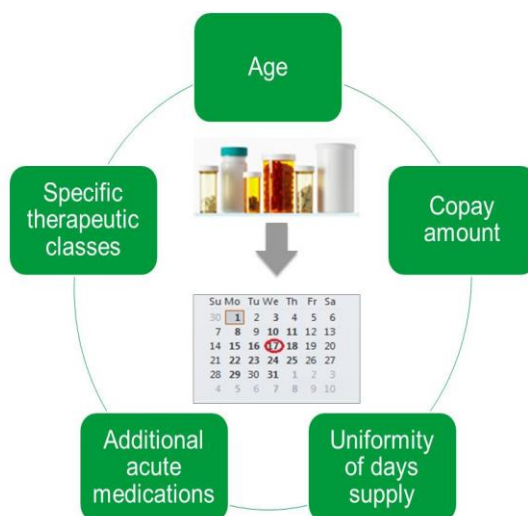 Age
Specific
therapeutic
classes
Copay
amount
Su Mo Tu We Th Fr Sa
30 1 2 3 4 5 6
7 8 9 10 11 12 13
14 15 16 17 18 19 20
21 22 23 24 25 26 27
28 29 30 31 1 2 3
4 5 6 7 8 9 10
Additional
acute
medications
Uniformity
of days
supply